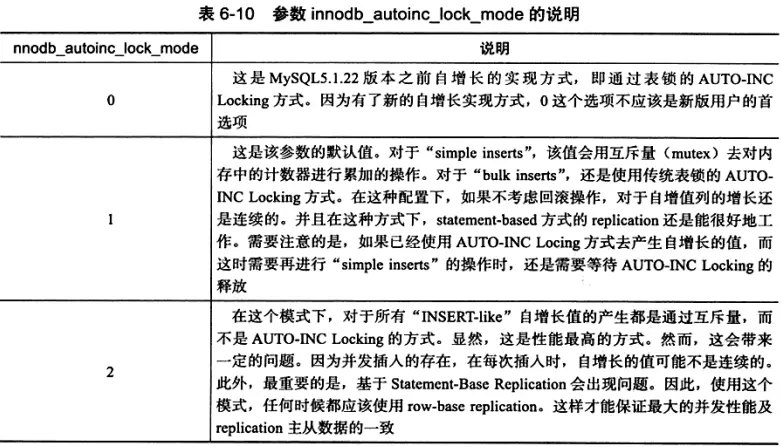 表 6-10 参数 innodb_autoinc_lock_mode 的说明
nnodb_autoinc_lock_mode
说明
0
这是 MySQL5.1.22 版本之前自增长的实现方式，即通过表锁的 AUTO-INC
Locking 方式。因为有了新的自增长实现方式，0 这个选项不应该是新版用户的首
选项
1
这是该参数的默认值。对于“simple inserts”，该值会用互斥量（mutex）去对内
存中的计数器进行累加的操作。对于“bulk inserts”，还是使用传统表锁的 AUTO-
INC Locking 方式。在这种配置下，如果不考虑回滚操作，对于自增值列的增长还
是连续的。并且在这种方式下，statement-based 方式的 replication 还是能很好地工
作。需要注意的是，如果已经使用 AUTO-INC Locing 方式去产生自增长的值，而
这时需要再进行“simple inserts”的操作时，还是需要等待 AUTO-INC Locking 的
释放
2
在这个模式下，对于所有“INSERT-like”自增长值的产生都是通过互斥量，而
不是 AUTO-INC Locking 的方式。显然，这是性能最高的方式。然而，这会带来
一定的问题。因为并发插入的存在，在每次插入时，自增长的值可能不是连续的。
此外，最重要的是，基于 Statement-Base Replication 会出现问题。因此，使用这个
模式，任何时候都应该使用 row-base replication。这样才能保证最大的并发性能及
replication 主从数据的一致